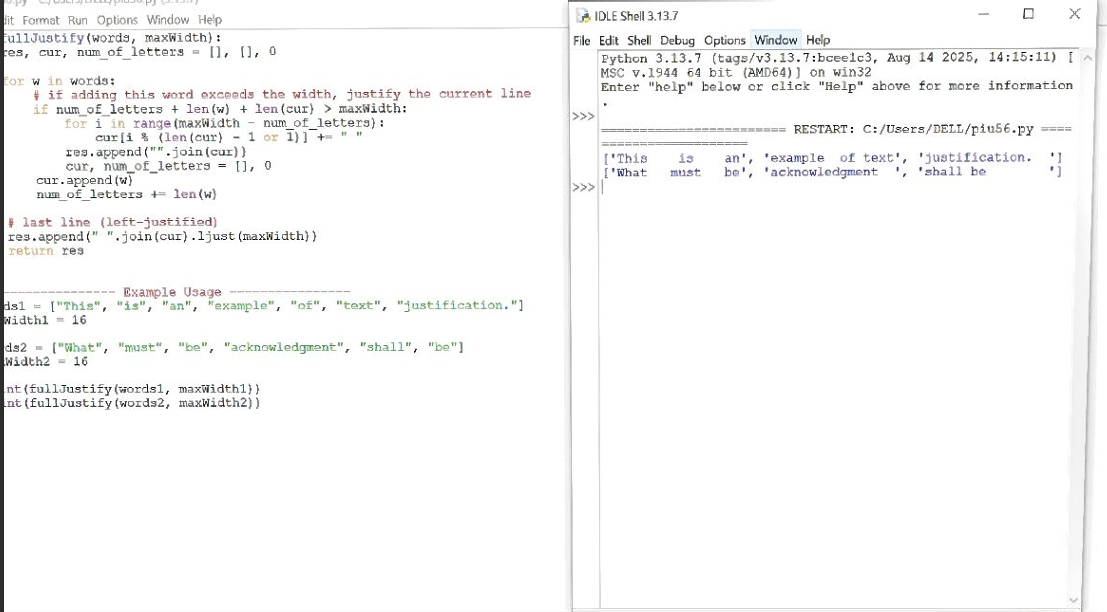 dit Format Run Options Window Help
fullJustify(words, maxWidth):
res, cur, num_of_letters = [], [], 0
for w in words:
# if adding this word exceeds the width, justify the current line
if num_of_letters + len(w) + len(cur) > maxWidth:
for i in range(maxWidth - num_of_letters):
cur[i % (len(cur) - 1 or 1)] += " "
res.append("".join(cur))
cur, num_of_letters = [], 0
cur.append(w)
num_of_letters += len(w)
# last line (left-justified)
res.append(" ".join(cur).ljust(maxWidth))
return res
--------------- Example Usage ----------------
ds1 = ["This", "is", "an", "example", "of", "text", "justification."]
Width1 = 16
ds2 = ["What", "must", "be", "acknowledgment", "shall", "be"]
Width2 = 16
nt(fullJustify(words1, maxWidth1))
nt(fullJustify(words2, maxWidth2))
IDLE Shell 3.13.7
File Edit Shell Debug Options Window Help
Python 3.13.7 (tags/v3.13.7:bcee1c3, Aug 14 2025, 14:15:11) [
MSC v.1944 64 bit (AMD64)] on win32
Enter "help" below or click "Help" above for more information
.
>>>
======================== RESTART: C:/Users/DELL/piu56.py ====
===================
['This    is    an', 'example  of text', 'justification.  ']
['What   must   be', 'acknowledgment  ', 'shall be        ']
>>>